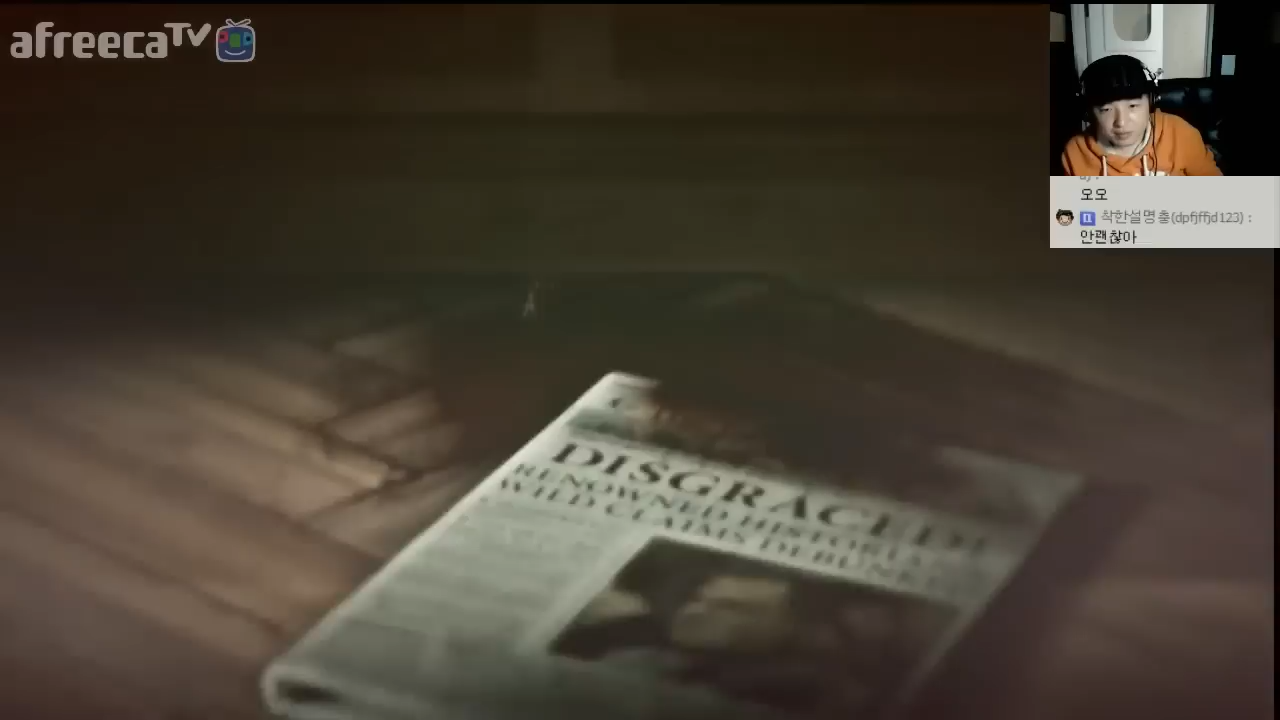 afreecaTV
오오
착한설명충(dpfjffjd123) :
안괜찮아
DISGRACED!
RENOWNED HISTORIAN'S
WILD CLAIMS DEBUNKED